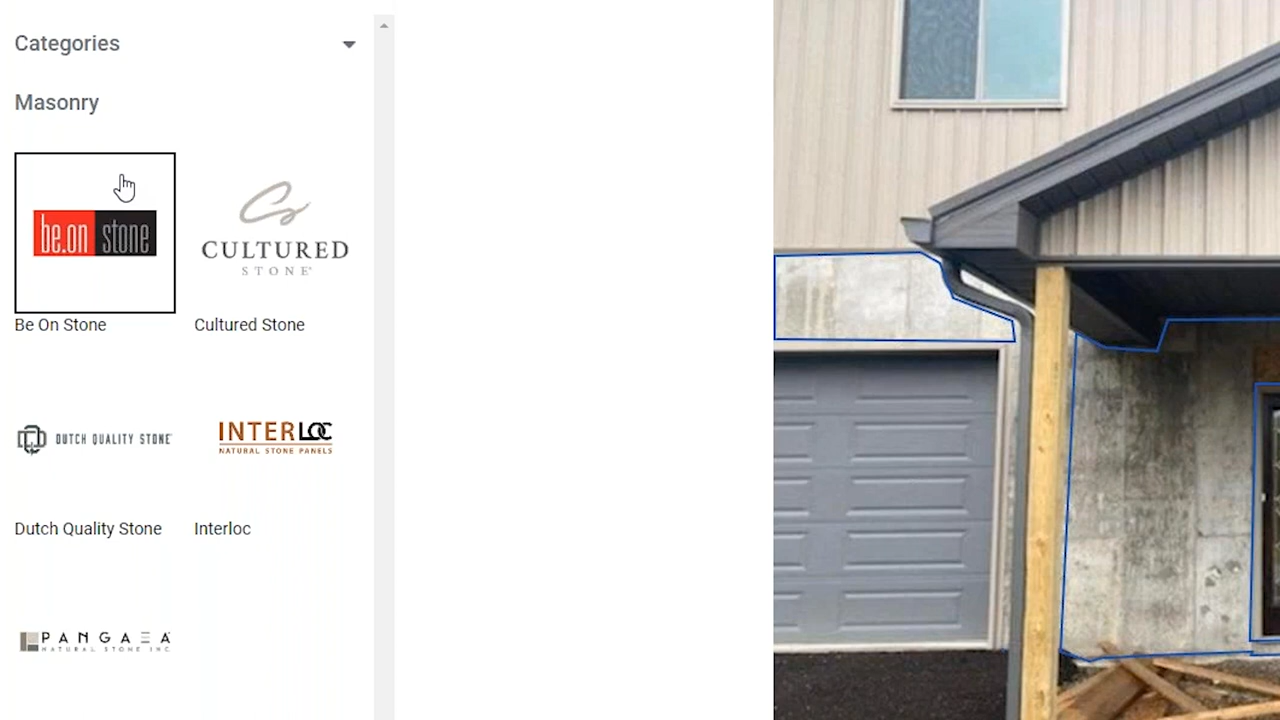 Categories
Masonry
be.on stone
CULTURED
STONE®
Be On Stone
Cultured Stone
DUTCH QUALITY STONE®
INTERLOC
NATURAL STONE PANELS
Dutch Quality Stone
Interloc
PANGAEA
NATURAL STONE INC.